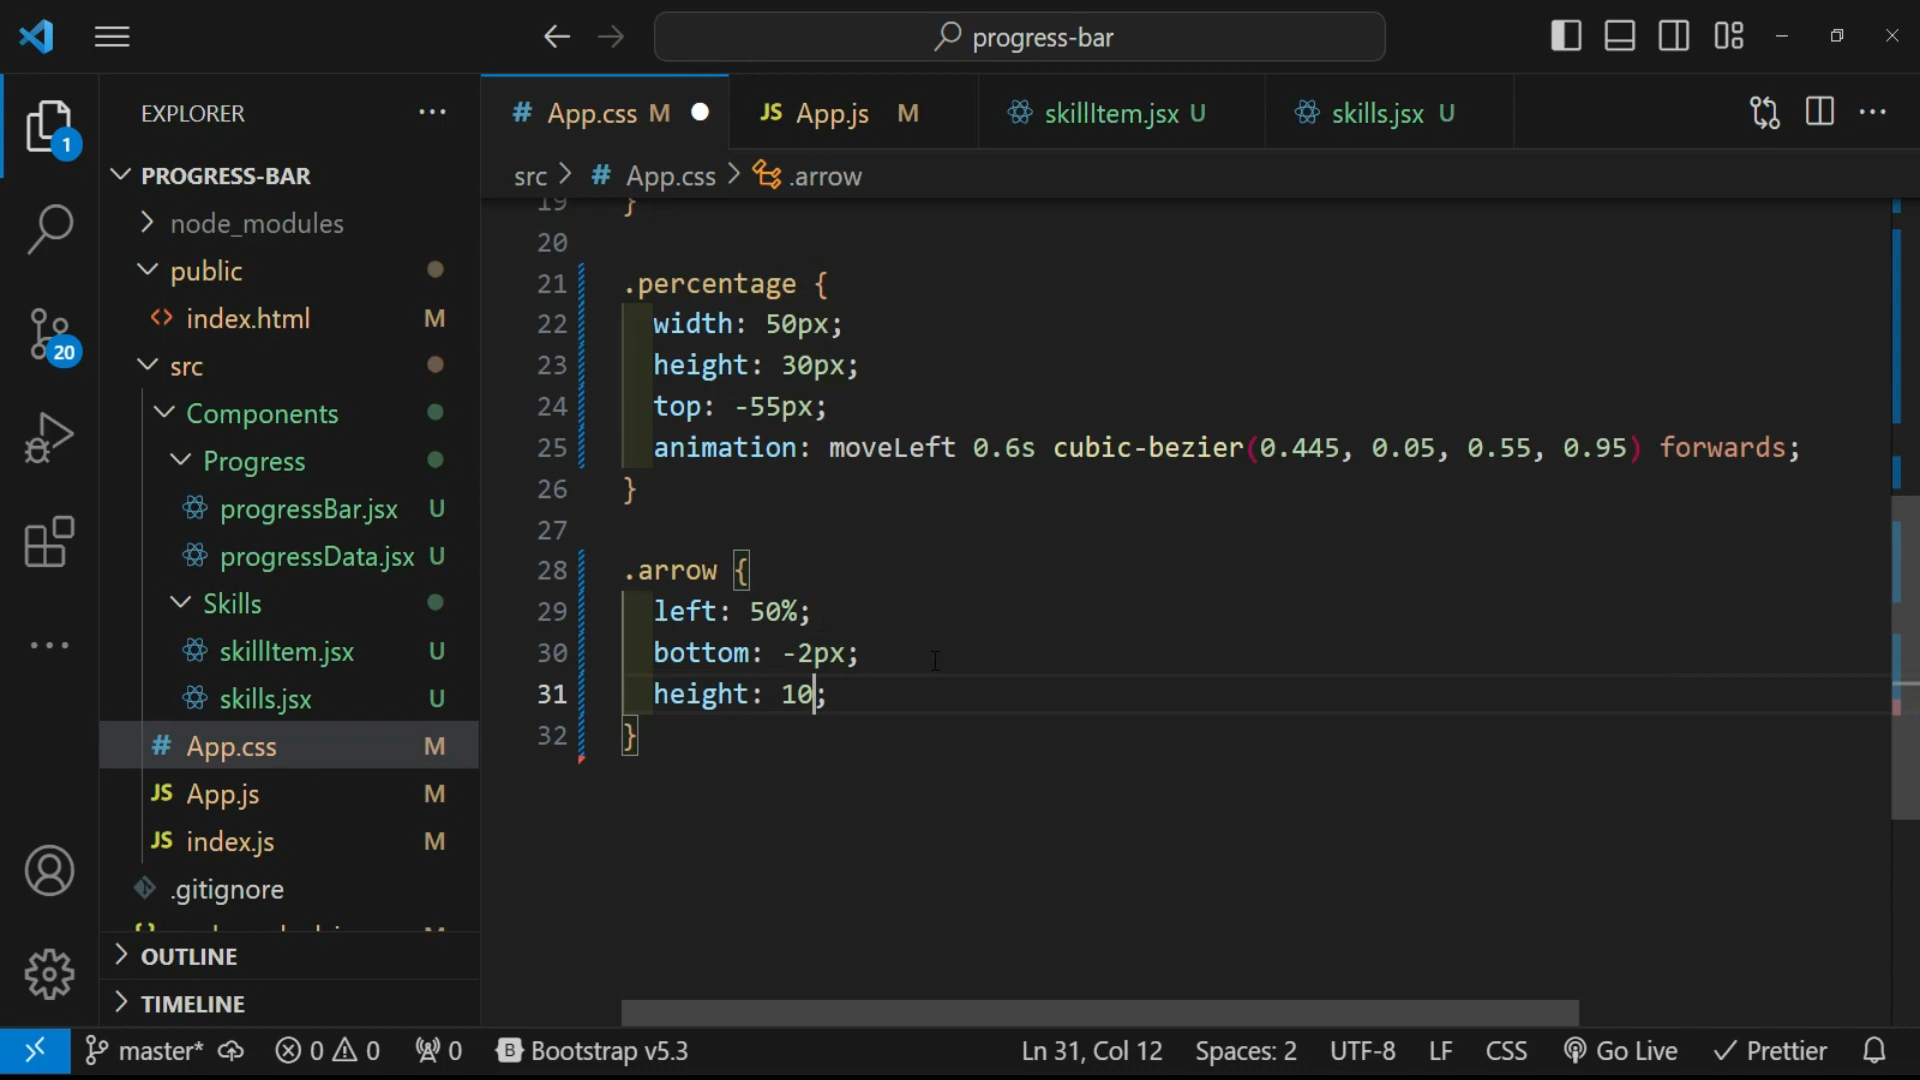 progress-bar
EXPLORER
# App.css M
JS App.js M
skillItem.jsx U
skills.jsx U
1
PROGRESS-BAR
src > # App.css > .arrow
node_modules
public
<> index.html M
src
Components
Progress
progressBar.jsx U
progressData.jsx U
Skills
skillItem.jsx U
skills.jsx U
# App.css M
JS App.js M
JS index.js M
.gitignore
20
OUTLINE
TIMELINE
19 }
20
21 .percentage {
22 width: 50px;
23 height: 30px;
24 top: -55px;
25 animation: moveLeft 0.6s cubic-bezier(0.445, 0.05, 0.55, 0.95) forwards;
26 }
27
28 .arrow {
29 left: 50%;
30 bottom: -2px;
31 height: 10;
32 }
master* 0 0 0 B Bootstrap v5.3 Ln 31, Col 12 Spaces: 2 UTF-8 LF CSS Go Live Prettier